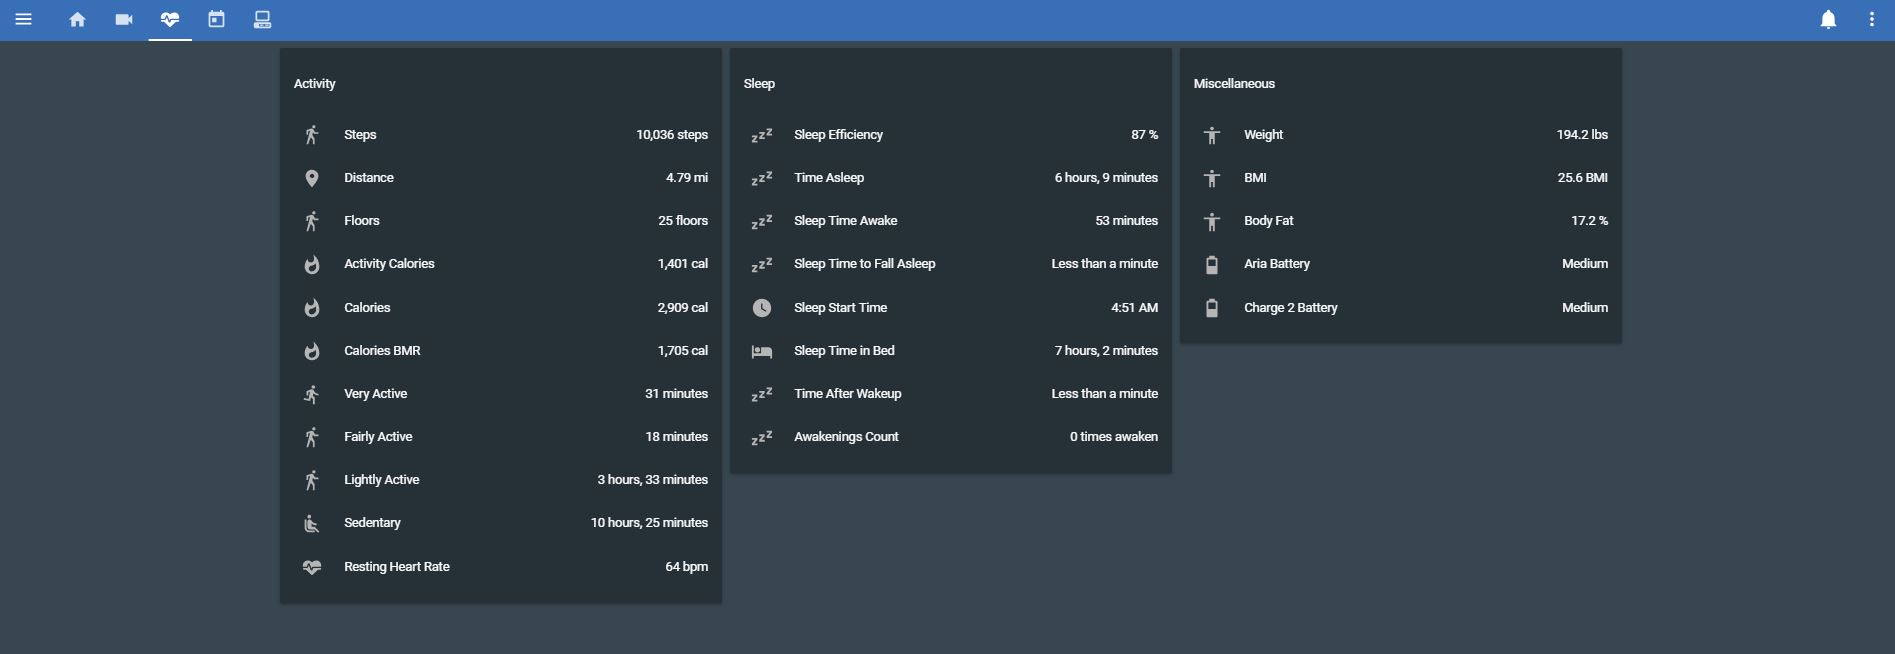 Activity
Steps 10,036 steps
Distance 4.79 mi
Floors 25 floors
Activity Calories 1,401 cal
Calories 2,909 cal
Calories BMR 1,705 cal
Very Active 31 minutes
Fairly Active 18 minutes
Lightly Active 3 hours, 33 minutes
Sedentary 10 hours, 25 minutes
Resting Heart Rate 64 bpm
Sleep
Sleep Efficiency 87 %
Time Asleep 6 hours, 9 minutes
Sleep Time Awake 53 minutes
Sleep Time to Fall Asleep Less than a minute
Sleep Start Time 4:51 AM
Sleep Time in Bed 7 hours, 2 minutes
Time After Wakeup Less than a minute
Awakenings Count 0 times awaken
Miscellaneous
Weight 194.2 lbs
BMI 25.6 BMI
Body Fat 17.2 %
Aria Battery Medium
Charge 2 Battery Medium